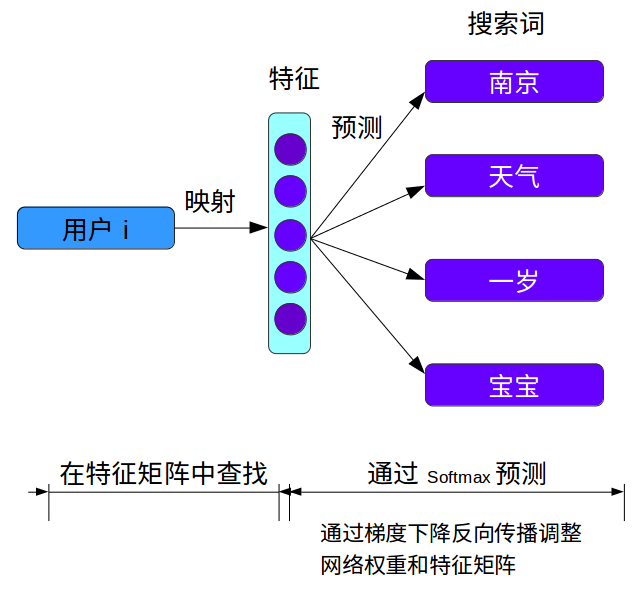 搜索词
特征
南京
预测
天气
映射
用户 i
一岁
宝宝
在特征矩阵中查找
通过 Softmax 预测
通过梯度下降反向传播调整
网络权重和特征矩阵